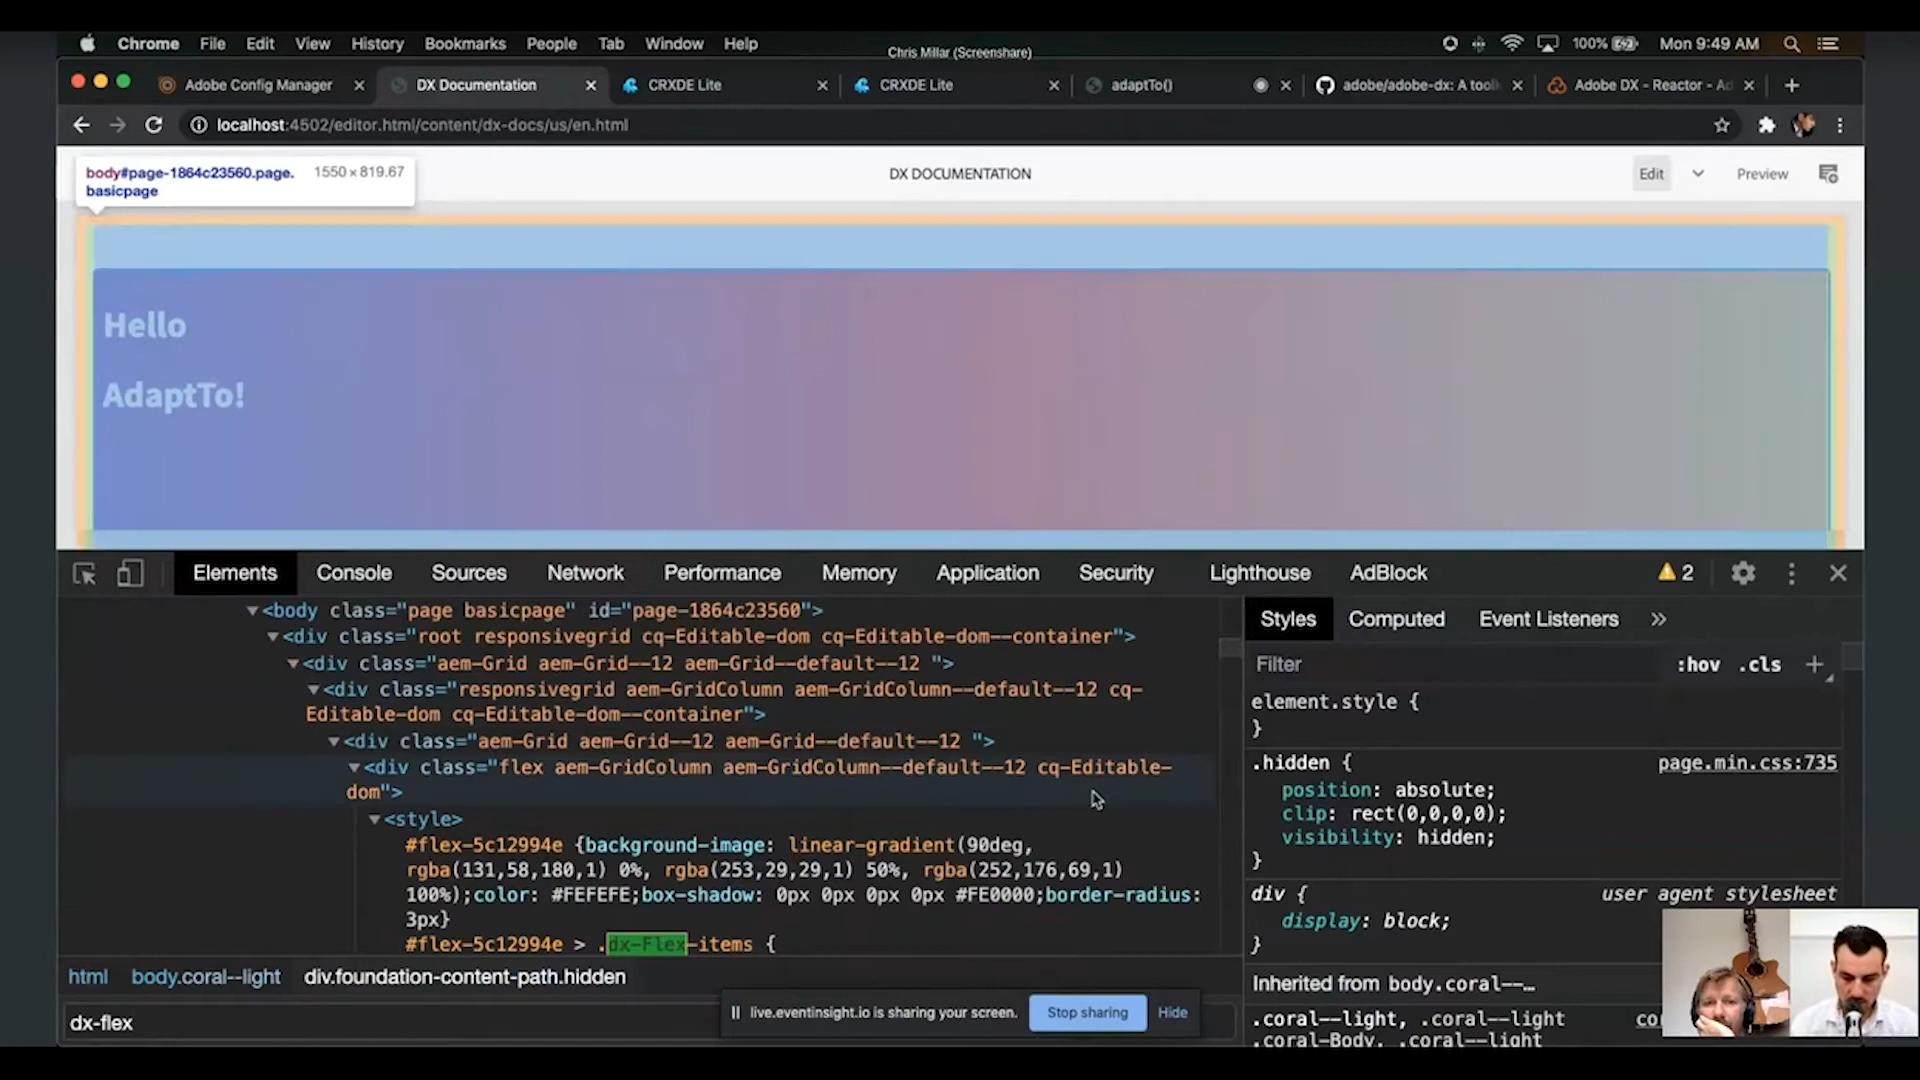 Chrome File Edit View History Bookmarks People Tab Window Help
Chris Millar (Screenshare)
100% Mon 9:49 AM
Adobe Config Manager
DX Documentation
CRXDE Lite
CRXDE Lite
adaptTo()
adobe/adobe-dx: A toolk
Adobe DX - Reactor - Ad
localhost:4502/editor.html/content/dx-docs/us/en.html
body#page-1864c23560.page.basicpage 1550 × 819.67
DX DOCUMENTATION
Edit
Preview
Hello
AdaptTo!
Elements Console Sources Network Performance Memory Application Security Lighthouse AdBlock 2
<body class="page basicpage" id="page-1864c23560">
<div class="root responsivegrid cq-Editable-dom cq-Editable-dom--container">
<div class="aem-Grid aem-Grid--12 aem-Grid--default--12 ">
<div class="responsivegrid aem-GridColumn aem-GridColumn--default--12 cq-
Editable-dom cq-Editable-dom--container">
<div class="aem-Grid aem-Grid--12 aem-Grid--default--12 ">
<div class="flex aem-GridColumn aem-GridColumn--default--12 cq-Editable-
dom">
<style>
#flex-5c12994e {background-image: linear-gradient(90deg,
rgba(131,58,180,1) 0%, rgba(253,29,29,1) 50%, rgba(252,176,69,1)
100%);color: #FEFEFE;box-shadow: 0px 0px 0px 0px #FE0000;border-radius:
3px}
#flex-5c12994e > .dx-Flex-items {
html body.coral--light div.foundation-content-path.hidden
dx-flex
Styles Computed Event Listeners »
Filter :hov .cls +
element.style {
}
.hidden { page.min.css:735
position: absolute;
clip: rect(0,0,0,0);
visibility: hidden;
}
div { user agent stylesheet
display: block;
}
Inherited from body.coral--…
.coral--light, .coral--light co
.coral-Body, .coral--light
live.eventinsight.io is sharing your screen. Stop sharing Hide